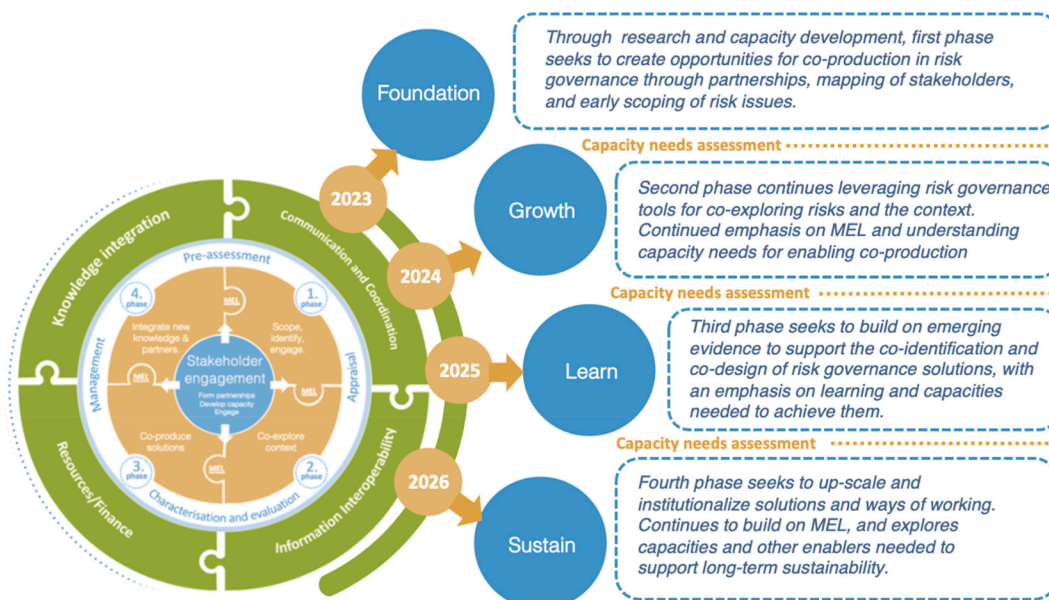 Foundation
Through research and capacity development, first phase
seeks to create opportunities for co-production in risk
governance through partnerships, mapping of stakeholders,
and early scoping of risk issues.
Capacity needs assessment
2023
Growth
Second phase continues leveraging risk governance
tools for co-exploring risks and the context.
Continued emphasis on MEL and understanding
capacity needs for enabling co-production
2024
Capacity needs assessment
2025
Learn
Third phase seeks to build on emerging
evidence to support the co-identification and
co-design of risk governance solutions, with
an emphasis on learning and capacities
needed to achieve them.
Capacity needs assessment
2026
Sustain
Fourth phase seeks to up-scale and
institutionalize solutions and ways of working.
Continues to build on MEL, and explores
capacities and other enablers needed to
support long-term sustainability.
Knowledge integration
Communication and Coordination
Information Interoperability
Resources/Finance
Pre-assessment
Appraisal
Characterisation and evaluation
Management
4.
phase
Integrate new
knowledge &
partners.
1.
phase
Scope,
identify,
engage.
MEL
MEL
MEL
MEL
Stakeholder
engagement
Form partnerships
Develop capacity
Engage
Co-produce
solutions
3.
phase
Co-explore
context
2.
phase